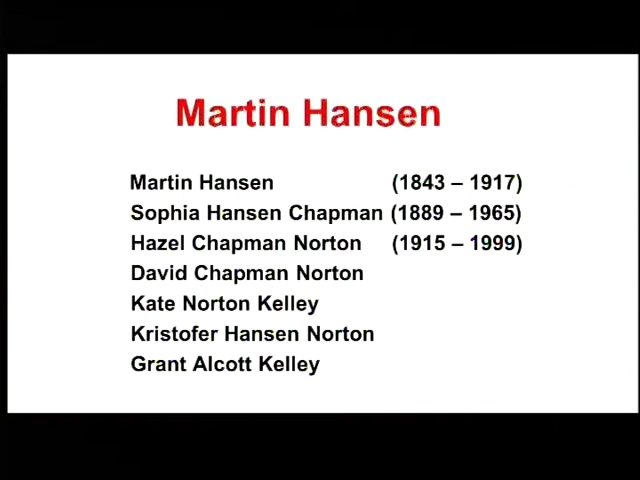 Martin Hansen
Martin Hansen (1843 – 1917)
Sophia Hansen Chapman (1889 – 1965)
Hazel Chapman Norton (1915 – 1999)
David Chapman Norton
Kate Norton Kelley
Kristofer Hansen Norton
Grant Alcott Kelley